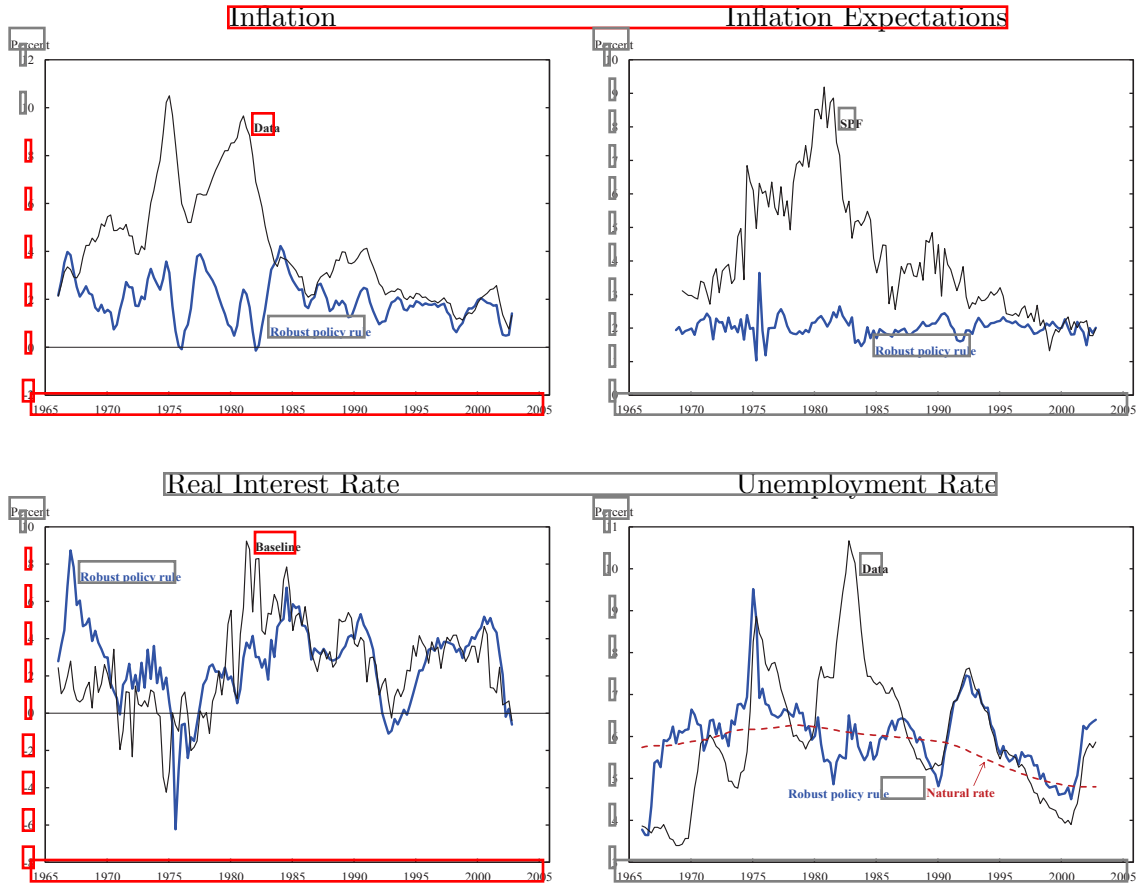 Inflation
Inflation Expectations
Percent
12
10
8
6
4
2
0
-2
1965 1970 1975 1980 1985 1990 1995 2000 2005
Data
Robust policy rule
Percent
10
9
8
7
6
5
4
3
2
1
0
1965 1970 1975 1980 1985 1990 1995 2000 2005
SPF
Robust policy rule
Real Interest Rate
Unemployment Rate
Percent
10
8
6
4
2
0
-2
-4
-6
-8
1965 1970 1975 1980 1985 1990 1995 2000 2005
Baseline
Robust policy rule
Percent
11
10
9
8
7
6
5
4
3
1965 1970 1975 1980 1985 1990 1995 2000 2005
Data
Robust policy rule
Natural rate